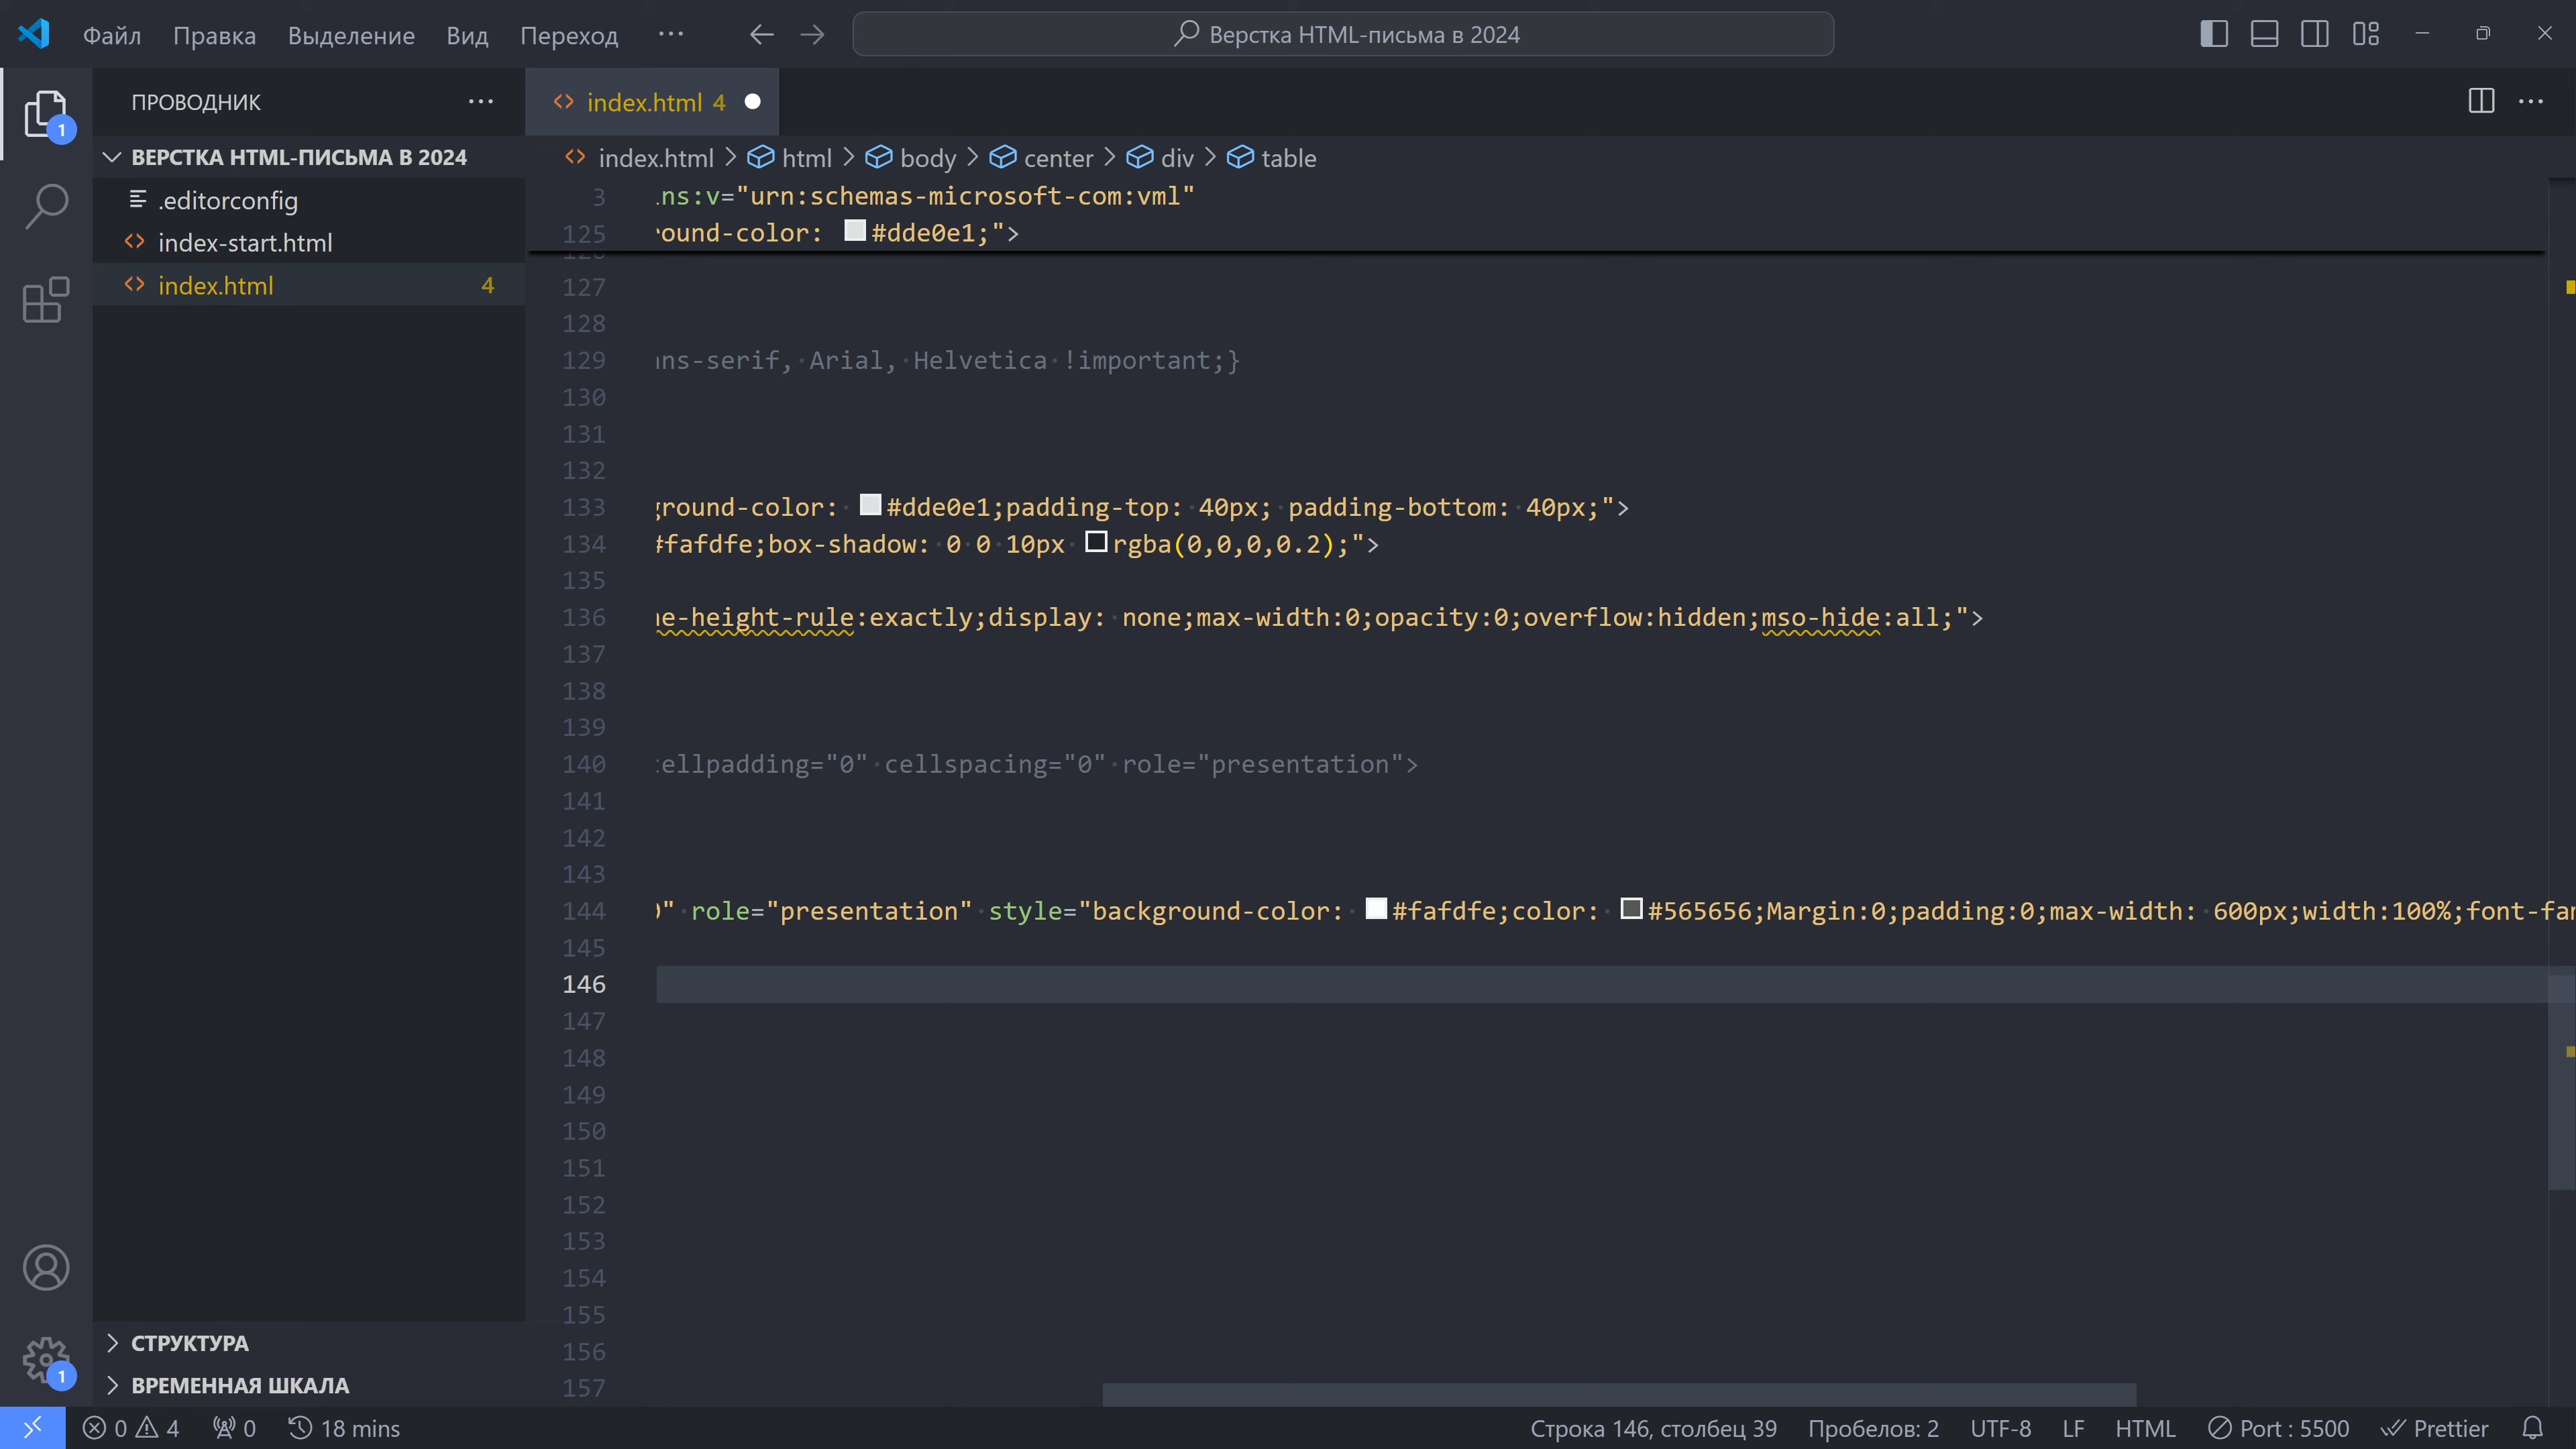 Файл Правка Выделение Вид Переход ··· Верстка HTML-письма в 2024
ПРОВОДНИК ···
index.html 4
ВЕРСТКА HTML-ПИСЬМА В 2024
.editorconfig
index-start.html
index.html 4
СТРУКТУРА
ВРЕМЕННАЯ ШКАЛА
index.html > html > body > center > div > table
3 ns:v="urn:schemas-microsoft-com:vml"
125 ound-color: #dde0e1;">
127
128
129 ns-serif, Arial, Helvetica !important;}
130
131
132
133 round-color: #dde0e1;padding-top: 40px; padding-bottom: 40px;">
134 #fafdfe;box-shadow: 0 0 10px rgba(0,0,0,0.2);">
135
136 e-height-rule:exactly;display: none;max-width:0;opacity:0;overflow:hidden;mso-hide:all;">
137
138
139
140 ellpadding="0" cellspacing="0" role="presentation">
141
142
143
144 " role="presentation" style="background-color: #fafdfe;color: #565656;Margin:0;padding:0;max-width: 600px;width:100%;font-fa
145
146
147
148
149
150
151
152
153
154
155
156
157
1
1
0 4 0 18 mins Строка 146, столбец 39 Пробелов: 2 UTF-8 LF HTML Port : 5500 Prettier